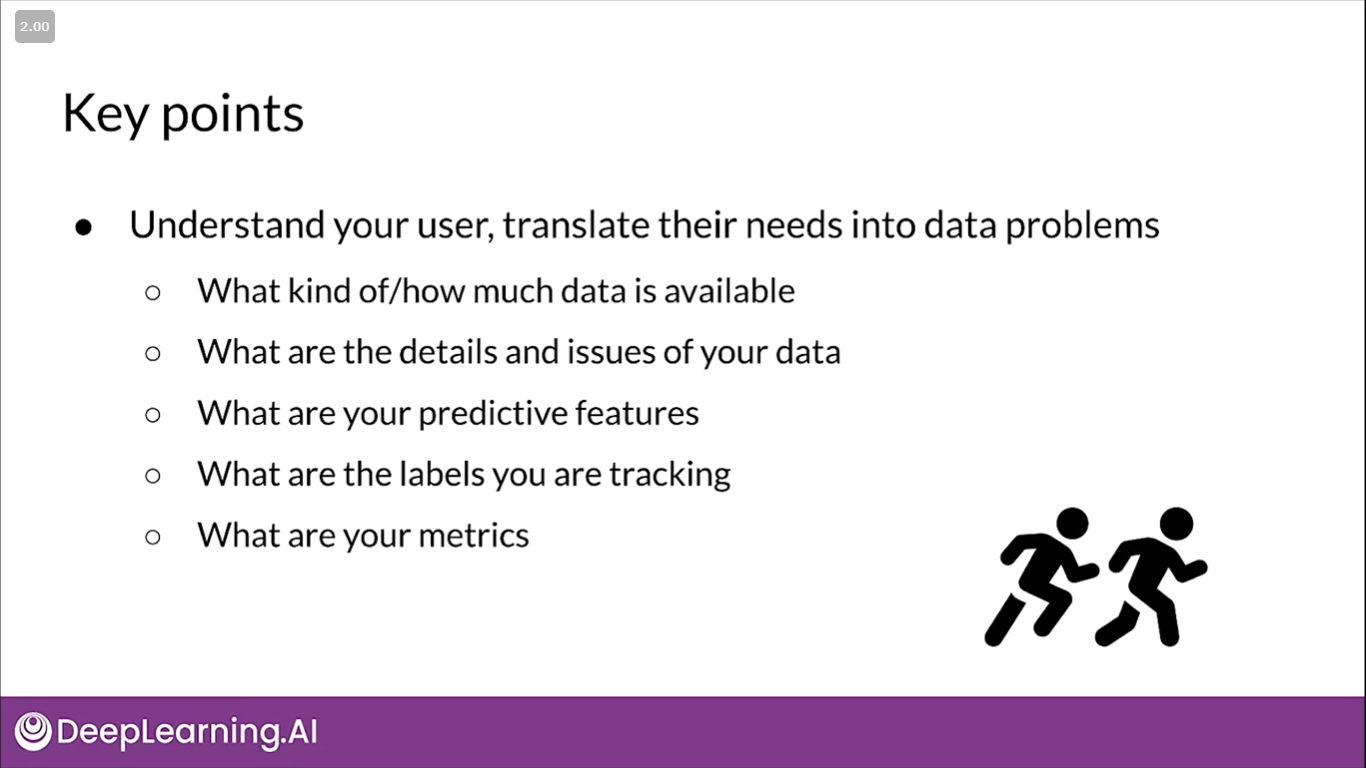 2.00
Key points
● Understand your user, translate their needs into data problems
○ What kind of/how much data is available
○ What are the details and issues of your data
○ What are your predictive features
○ What are the labels you are tracking
○ What are your metrics
DeepLearning.AI